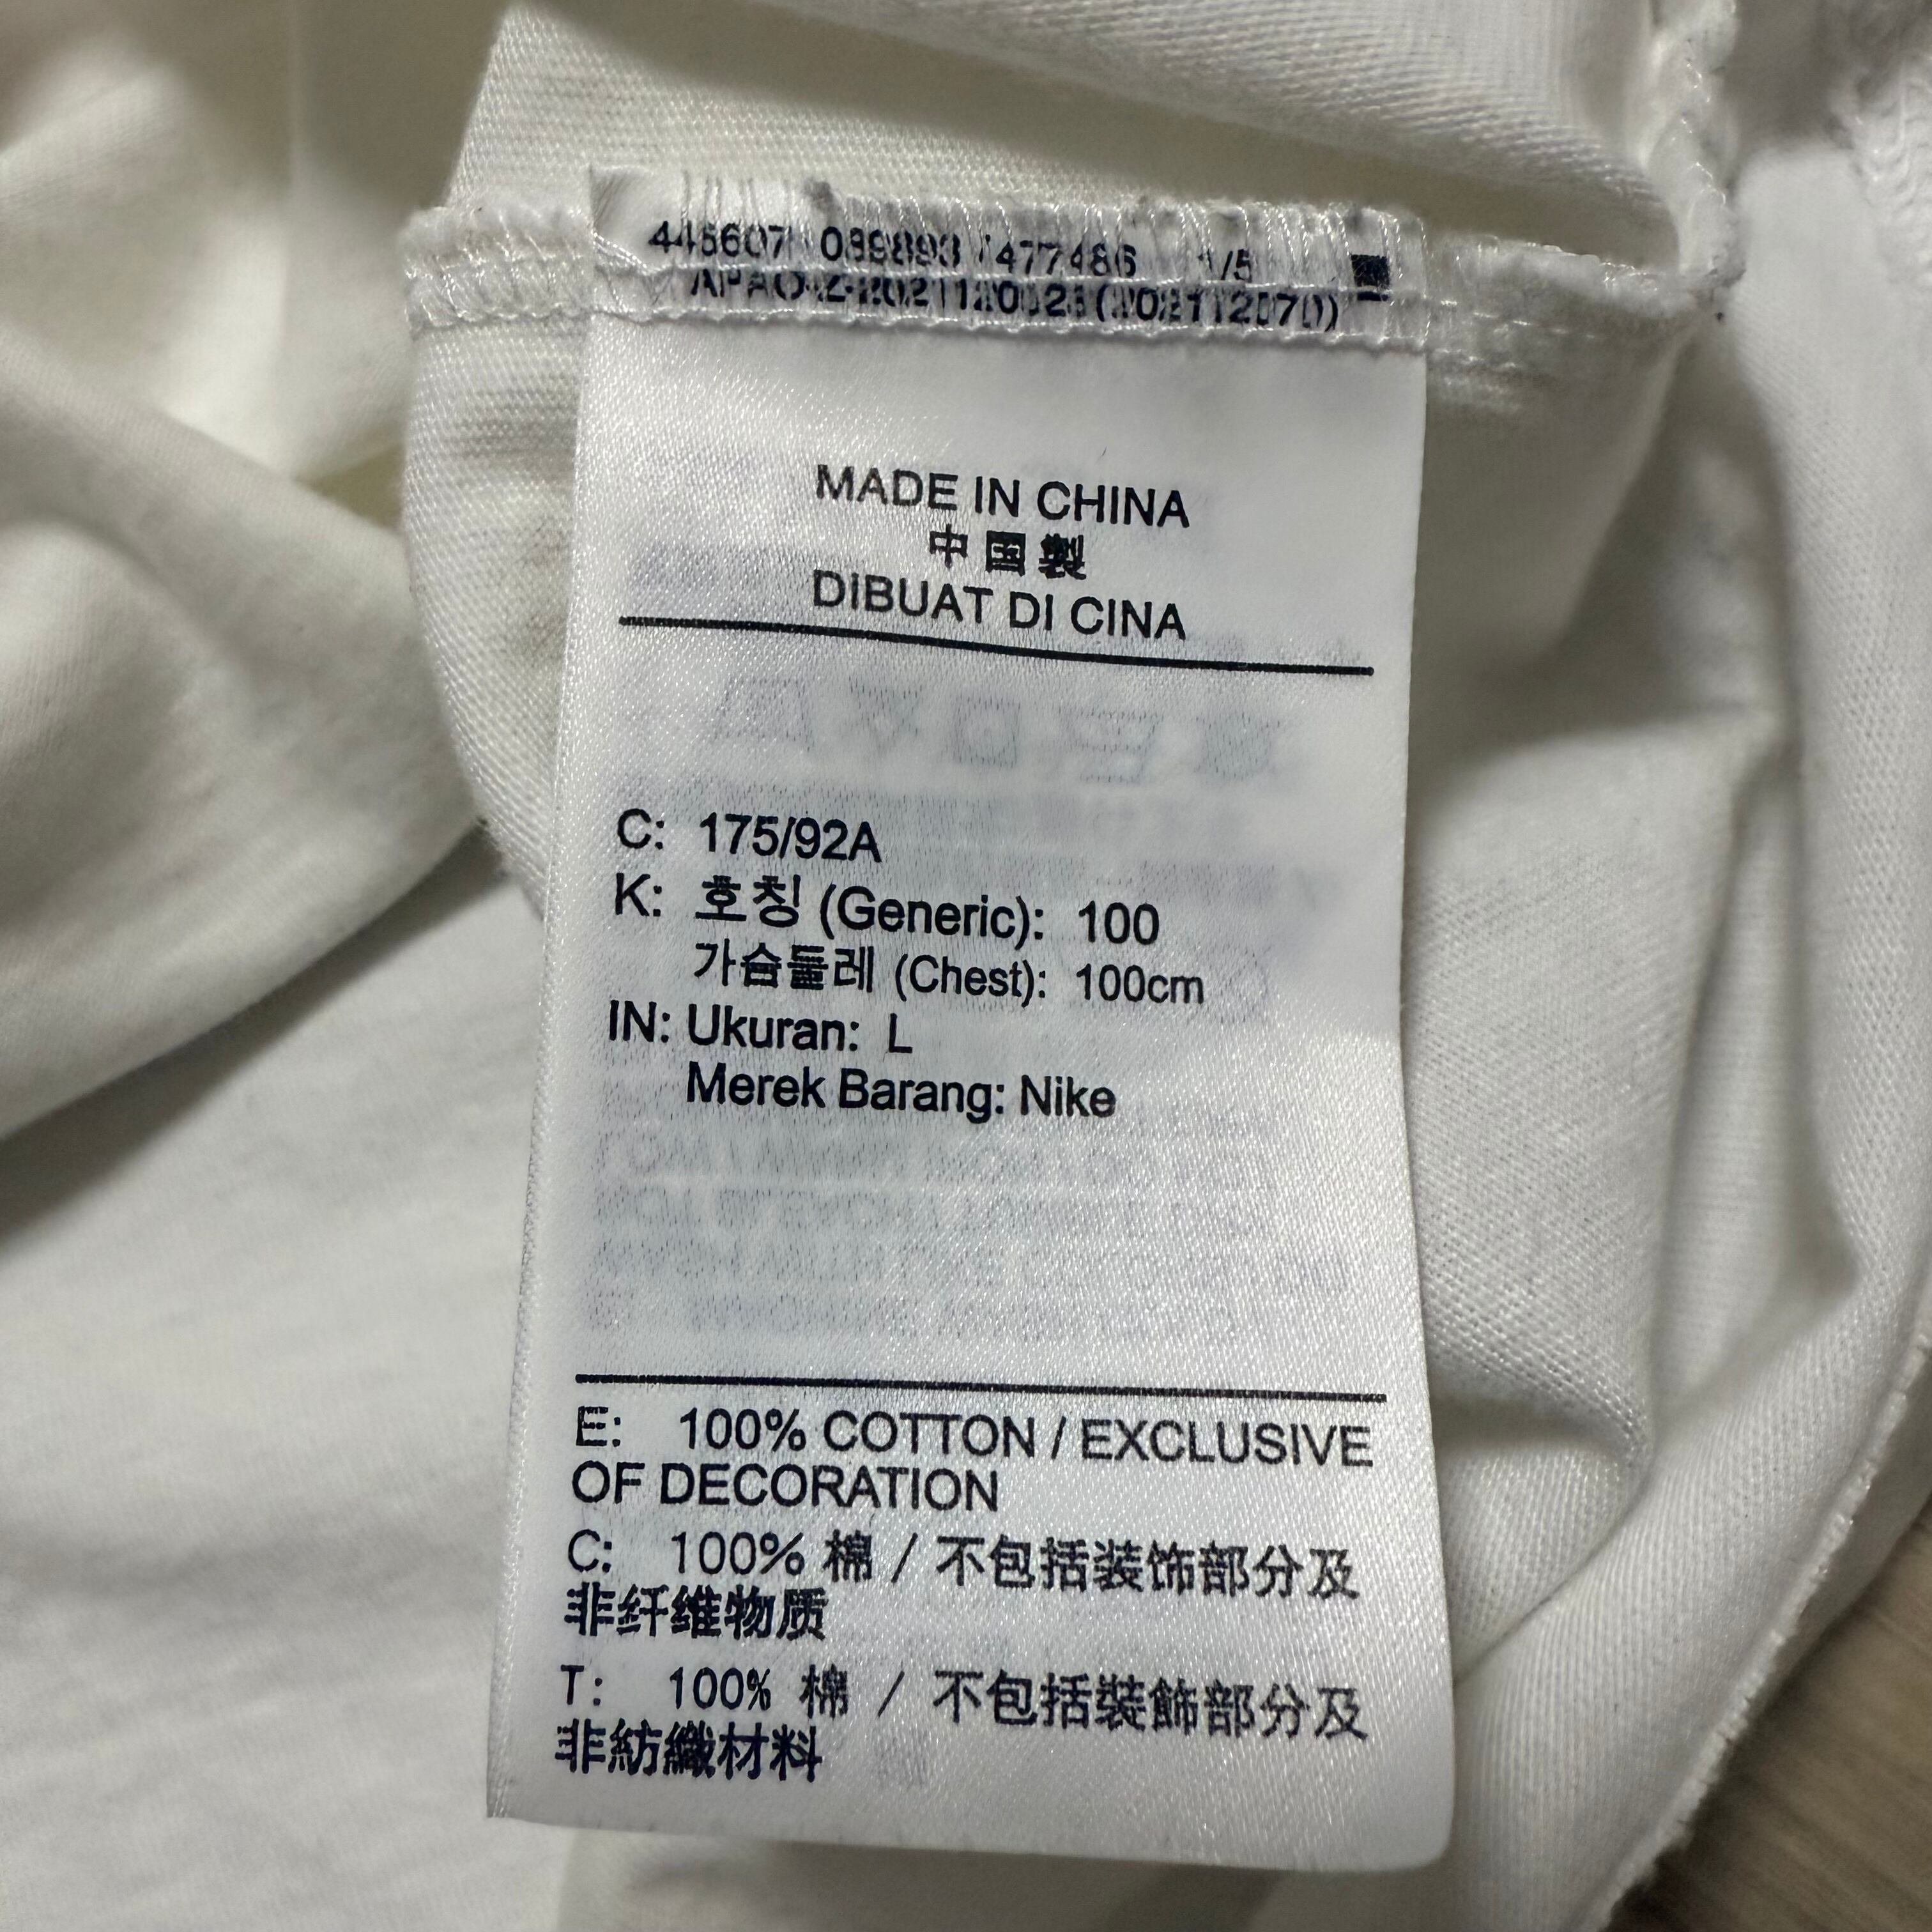 MADE IN CHINA
中国製
DIBUAT DI CINA
C: 175/92A
K: 호칭 (Generic): 100
가슴둘레 (Chest): 100cm
IN: Ukuran: L
Merek Barang: Nike
E: 100% COTTON / EXCLUSIVE
OF DECORATION
C: 100% 棉 / 不包括装饰部分及
非纤维物质
T: 100% 棉 / 不包括裝飾部分及
非紡織材料